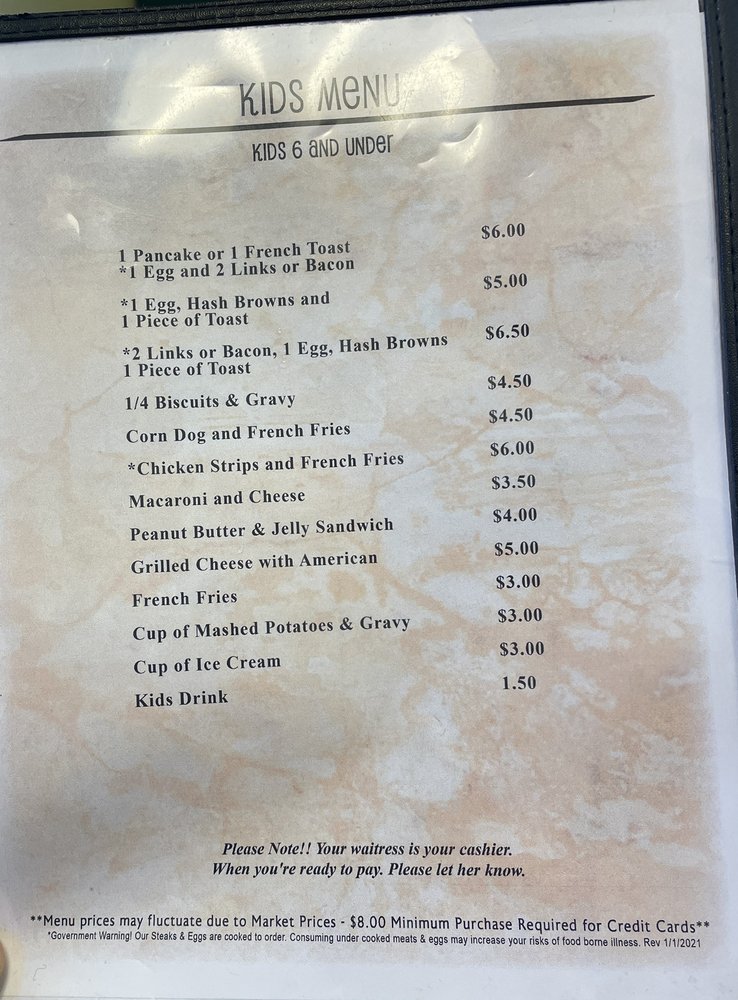 KIDS MENU
KIDS 6 AND UNDER
1 Pancake or 1 French Toast $6.00
*1 Egg and 2 Links or Bacon
*1 Egg, Hash Browns and $5.00
1 Piece of Toast
*2 Links or Bacon, 1 Egg, Hash Browns $6.50
1 Piece of Toast
1/4 Biscuits & Gravy $4.50
Corn Dog and French Fries $4.50
*Chicken Strips and French Fries $6.00
Macaroni and Cheese $3.50
Peanut Butter & Jelly Sandwich $4.00
Grilled Cheese with American $5.00
French Fries $3.00
Cup of Mashed Potatoes & Gravy $3.00
Cup of Ice Cream $3.00
Kids Drink 1.50
Please Note!! Your waitress is your cashier.
When you're ready to pay. Please let her know.
**Menu prices may fluctuate due to Market Prices - $8.00 Minimum Purchase Required for Credit Cards**
*Government Warning! Our Steaks & Eggs are cooked to order. Consuming under cooked meats & eggs may increase your risks of food borne illness. Rev 1/1/2021